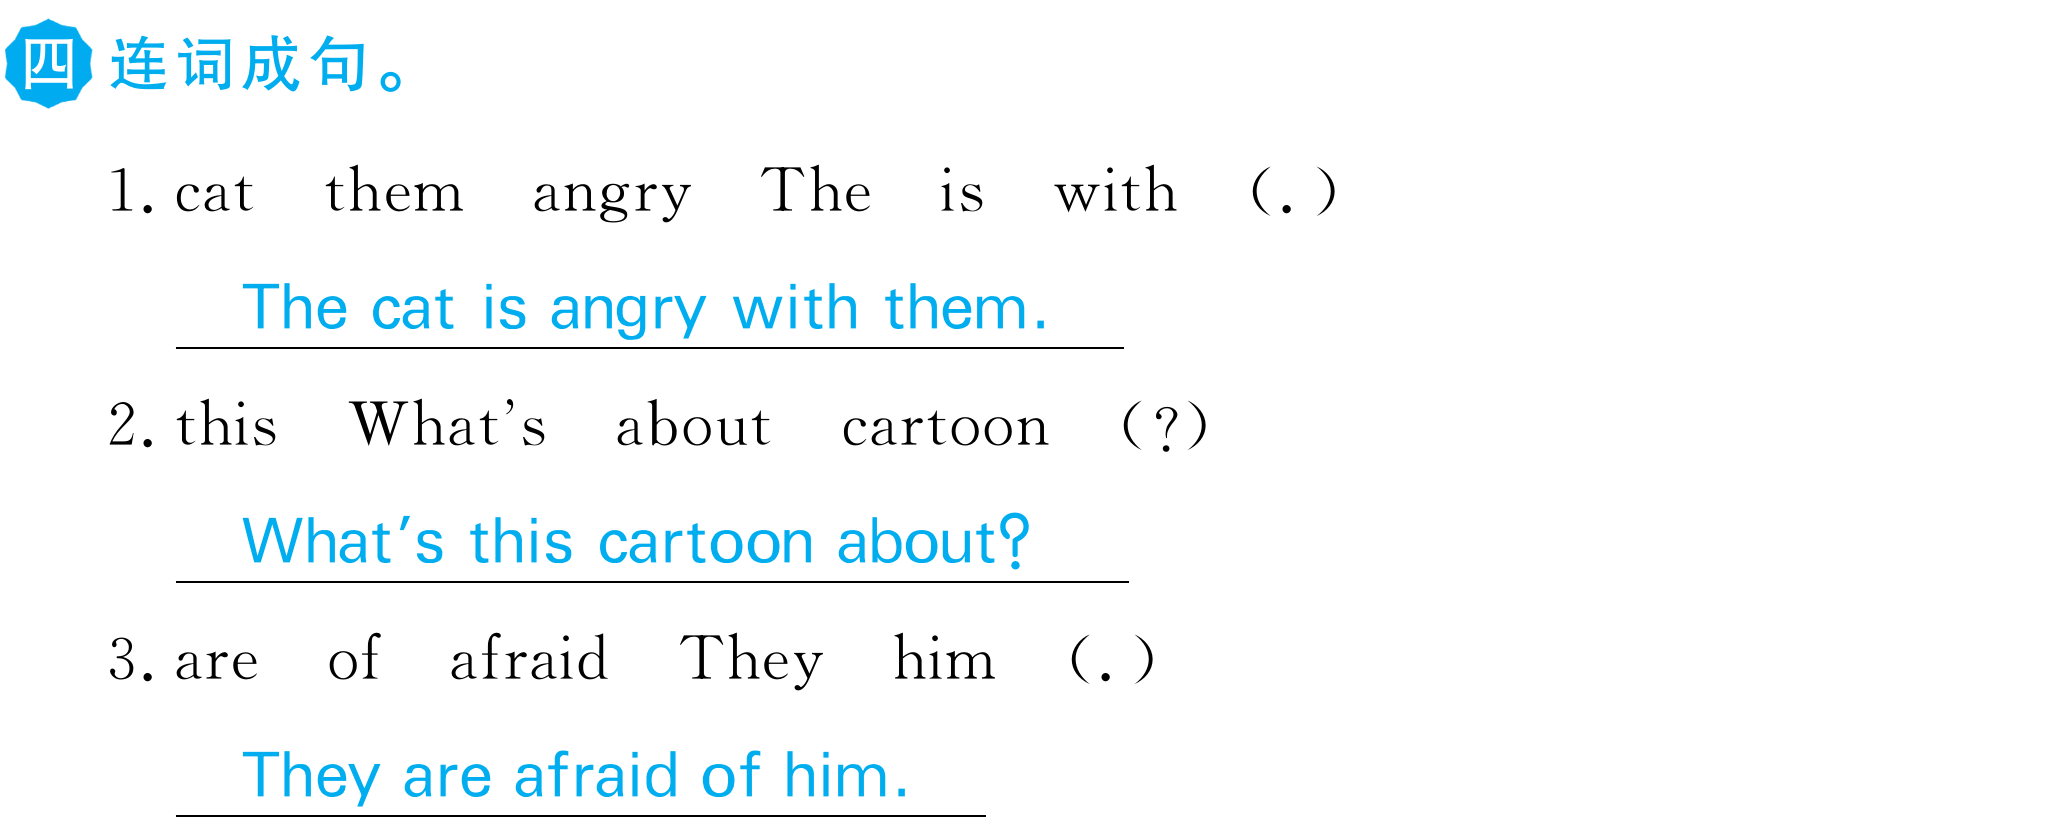 四 连词成句。
1. cat them angry The is with （.）
The cat is angry with them.
2. this What's about cartoon （?）
What's this cartoon about?
3. are of afraid They him （.）
They are afraid of him.